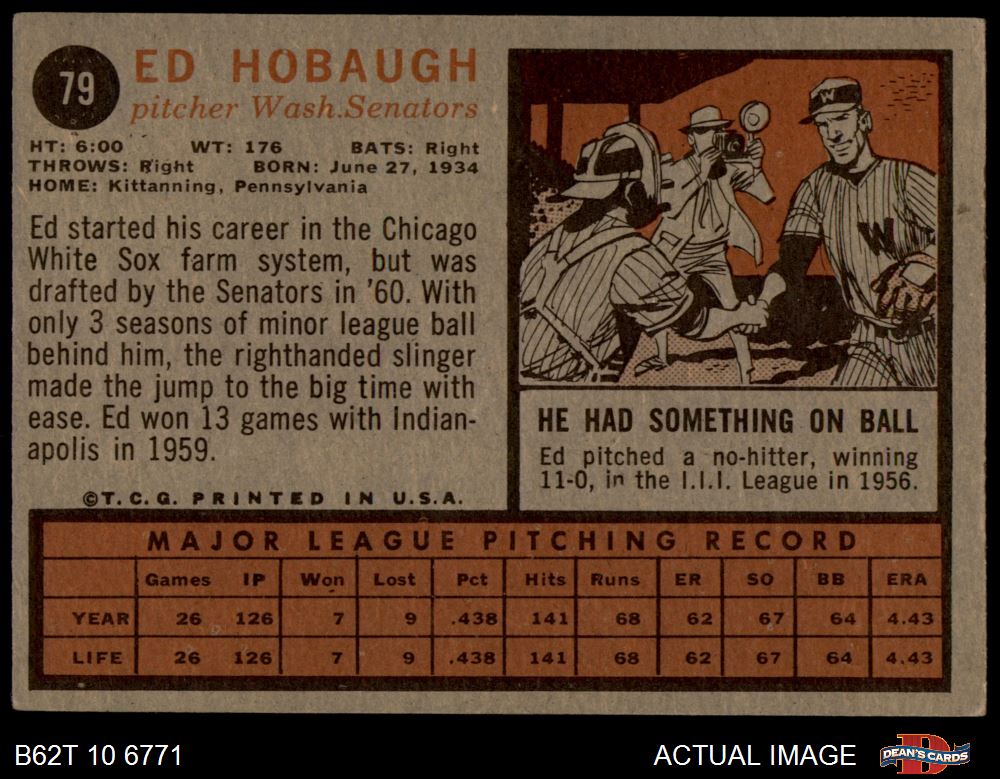 79
ED HOBAUGH
pitcher Wash. Senators
HT: 6:00 WT: 176 BATS: Right
THROWS: Right BORN: June 27, 1934
HOME: Kittanning, Pennsylvania
Ed started his career in the Chicago
White Sox farm system, but was
drafted by the Senators in '60. With
only 3 seasons of minor league ball
behind him, the righthanded slinger
made the jump to the big time with
ease. Ed won 13 games with Indian-
apolis in 1959.
©T.C.G. PRINTED IN U.S.A.
W
W
HE HAD SOMETHING ON BALL
Ed pitched a no-hitter, winning
11-0, in the I.I.I. League in 1956.
MAJOR LEAGUE PITCHING RECORD
Games IP Won Lost Pct Hits Runs ER SO BB ERA
YEAR 26 126 7 9 .438 141 68 62 67 64 4.43
LIFE 26 126 7 9 .438 141 68 62 67 64 4.43
B62T 10 6771
ACTUAL IMAGE
D
DEAN'S CARDS